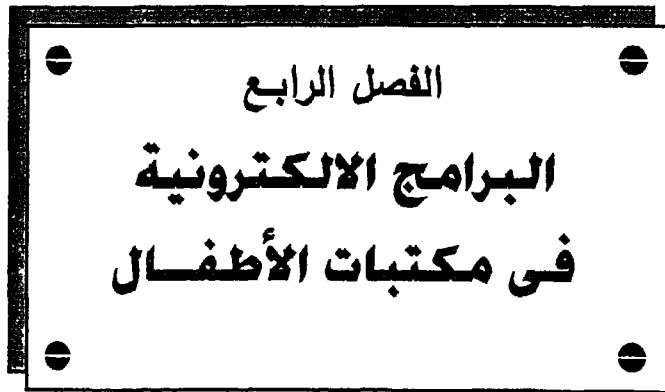 الفصل الرابع
البرامج الالكترونية
فى مكتبات الأطفال